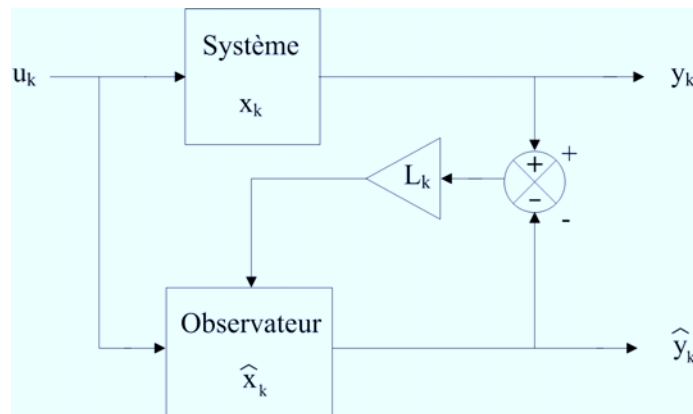 Système
u_k
x_k
y_k
+
+
L_k
−
-
Observateur
x̂_k
ŷ_k